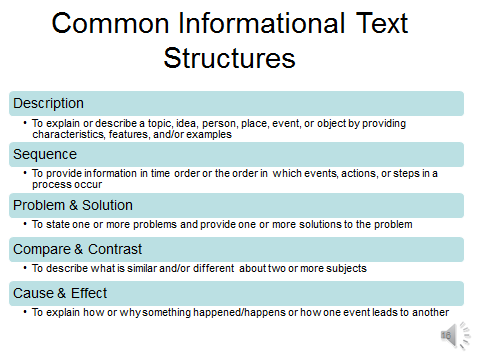 Common Informational Text
Structures
Description
• To explain or describe a topic, idea, person, place, event, or object by providing
characteristics, features, and/or examples
Sequence
• To provide information in time order or the order in which events, actions, or steps in a
process occur
Problem & Solution
• To state one or more problems and provide one or more solutions to the problem
Compare & Contrast
• To describe what is similar and/or different about two or more subjects
Cause & Effect
• To explain how or why something happened/happens or how one event leads to another